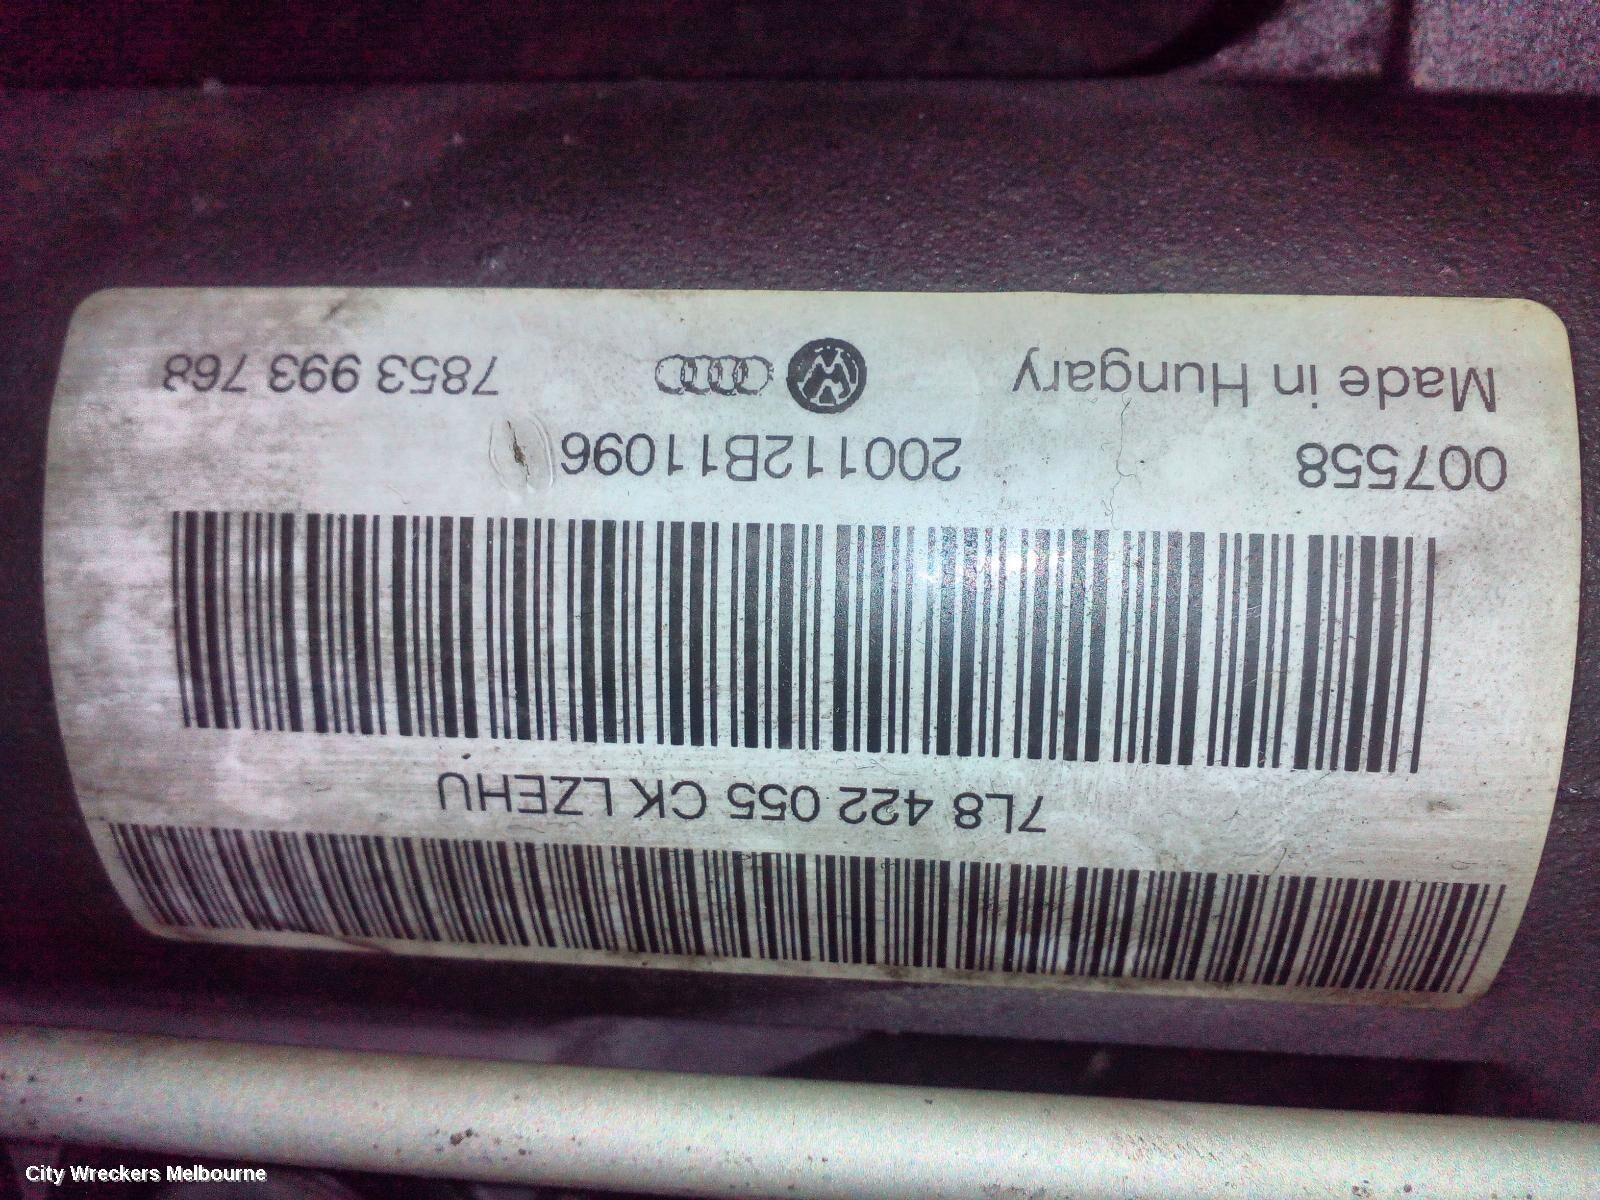 7L8 422 055 CK LZEHU
007558 200112B11096
Made in Hungary 7853 993 768
City Wreckers Melbourne